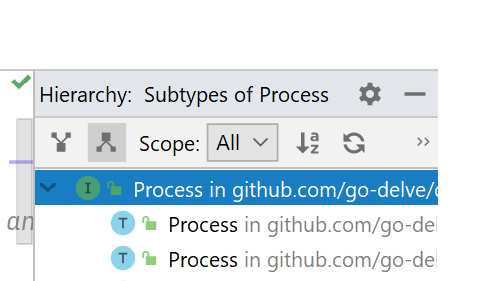 Hierarchy: Subtypes of Process
Scope: All
Process in github.com/go-delve/
an
Process in github.com/go-del
Process in github.com/go-del